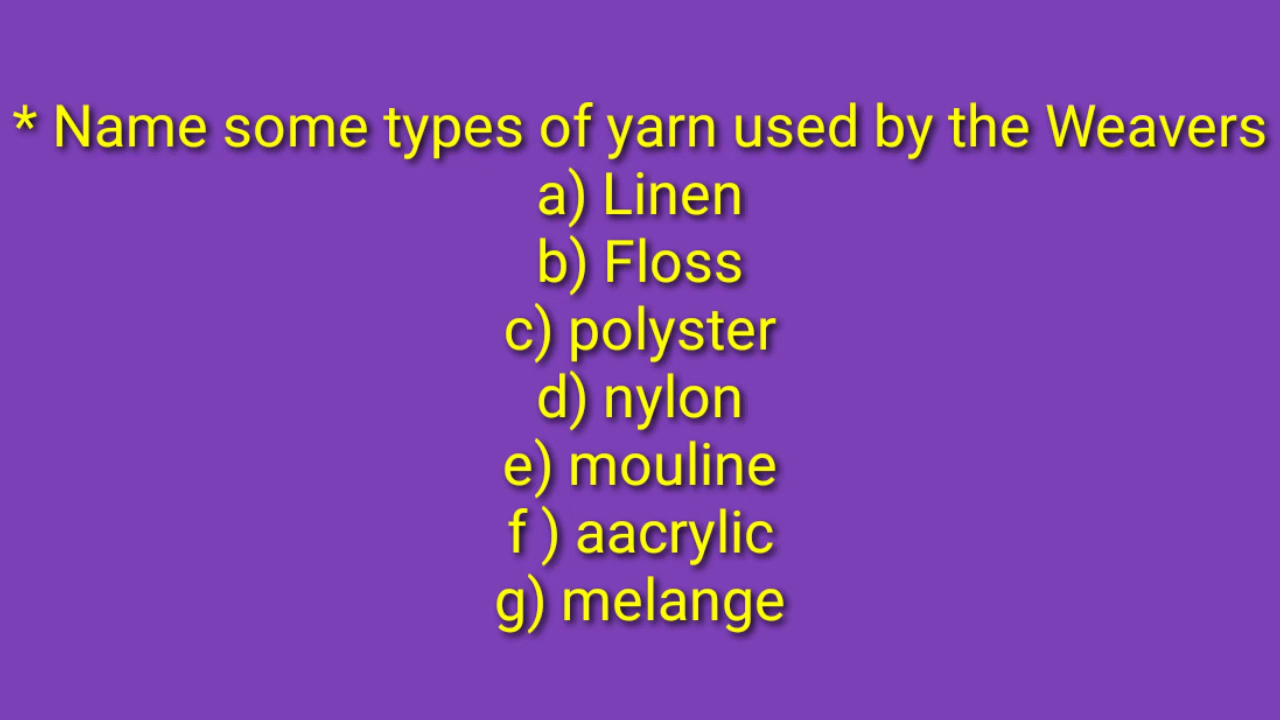 * Name some types of yarn used by the Weavers
a) Linen
b) Floss
c) polyster
d) nylon
e) mouline
f ) aacrylic
g) melange